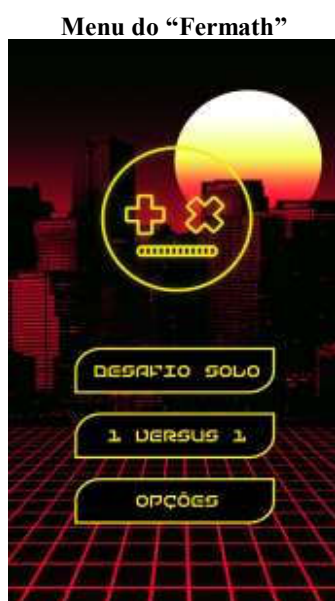 Menu do “Fermath”
DESAFIO SOLO
1 VERSUS 1
OPÇÕES